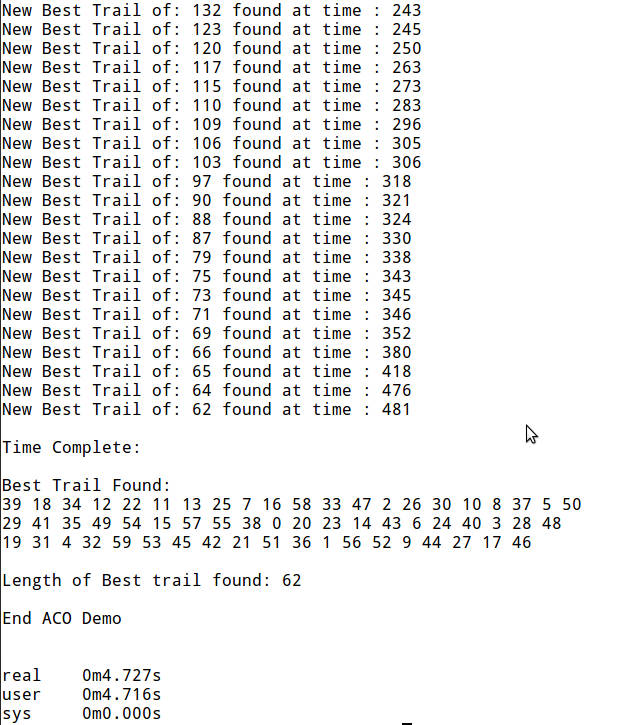 New Best Trail of: 132 found at time : 243
New Best Trail of: 123 found at time : 245
New Best Trail of: 120 found at time : 250
New Best Trail of: 117 found at time : 263
New Best Trail of: 115 found at time : 273
New Best Trail of: 110 found at time : 283
New Best Trail of: 109 found at time : 296
New Best Trail of: 106 found at time : 305
New Best Trail of: 103 found at time : 306
New Best Trail of: 97 found at time : 318
New Best Trail of: 90 found at time : 321
New Best Trail of: 88 found at time : 324
New Best Trail of: 87 found at time : 330
New Best Trail of: 79 found at time : 338
New Best Trail of: 75 found at time : 343
New Best Trail of: 73 found at time : 345
New Best Trail of: 71 found at time : 346
New Best Trail of: 69 found at time : 352
New Best Trail of: 66 found at time : 380
New Best Trail of: 65 found at time : 418
New Best Trail of: 64 found at time : 476
New Best Trail of: 62 found at time : 481
Time Complete:
Best Trail Found:
39 18 34 12 22 11 13 25 7 16 58 33 47 2 26 30 10 8 37 5 50
29 41 35 49 54 15 57 55 38 0 20 23 14 43 6 24 40 3 28 48
19 31 4 32 59 53 45 42 21 51 36 1 56 52 9 44 27 17 46
Length of Best trail found: 62
End ACO Demo
real 0m4.727s
user 0m4.716s
sys 0m0.000s